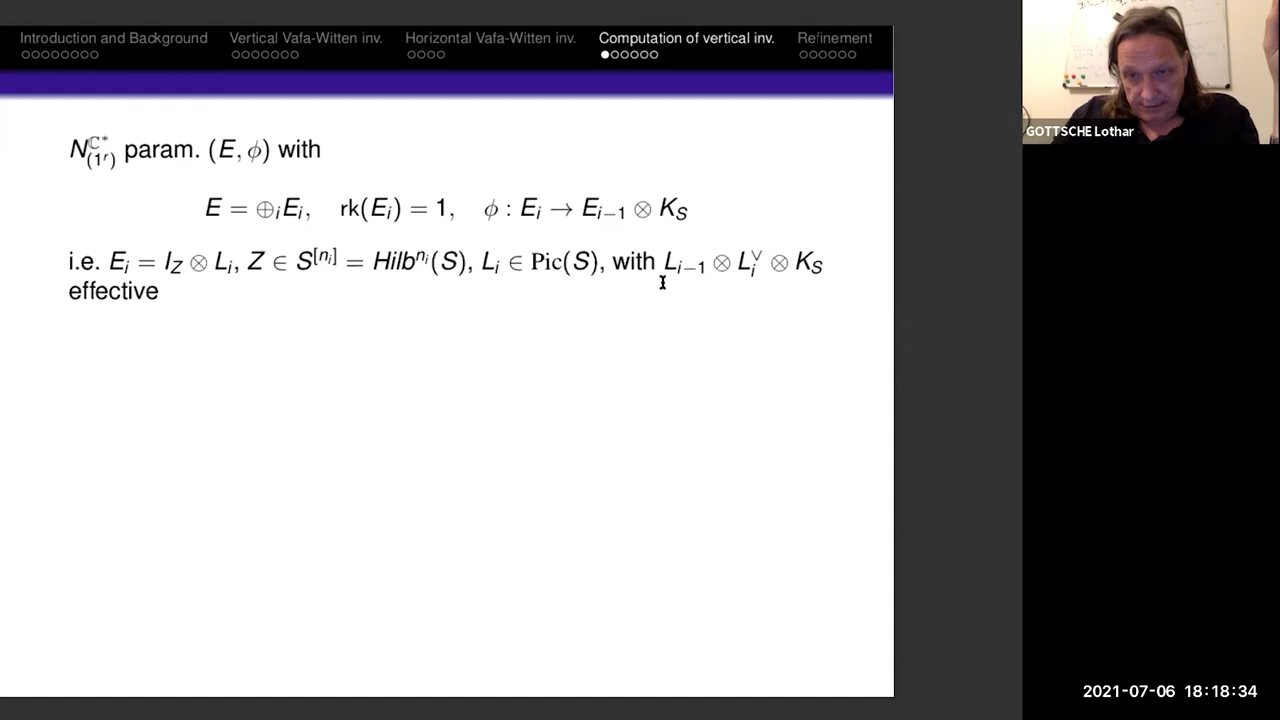 Introduction and Background Vertical Vafa-Witten inv. Horizontal Vafa-Witten inv. Computation of vertical inv. Refinement
N_{(1^r)}^{ℂ*} param. (E, ϕ) with
E = ⊕_i E_i, rk(E_i) = 1, ϕ : E_i → E_{i−1} ⊗ K_S
i.e. E_i = I_Z ⊗ L_i, Z ∈ S^{[n_i]} = Hilb^{n_i}(S), L_i ∈ Pic(S), with L_{i−1} ⊗ L_i^∨ ⊗ K_S
effective
GOTTSCHE Lothar
2021-07-06 18:18:34